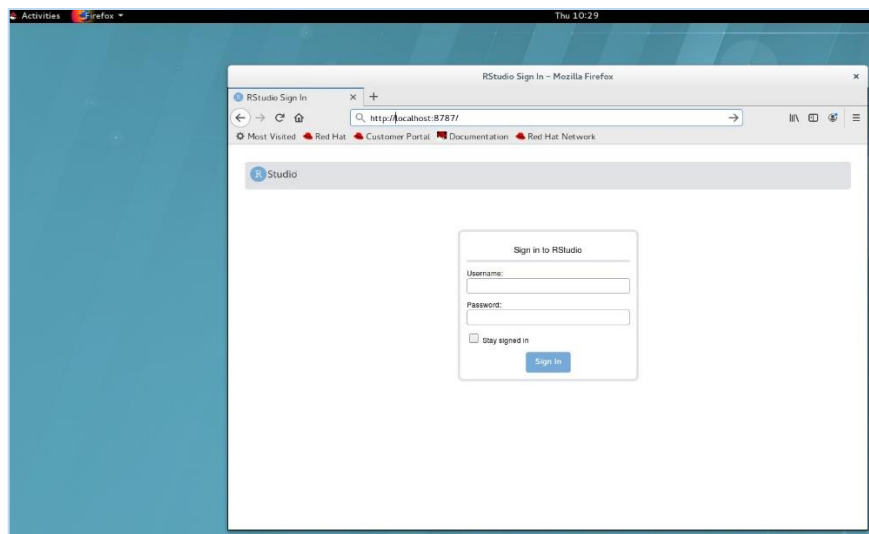 Activities Firefox Thu 10:29
RStudio Sign In - Mozilla Firefox
RStudio Sign In
http://localhost:8787/
Most Visited Red Hat Customer Portal Documentation Red Hat Network
R Studio
Sign in to RStudio
Username:
Password:
Stay signed in
Sign In